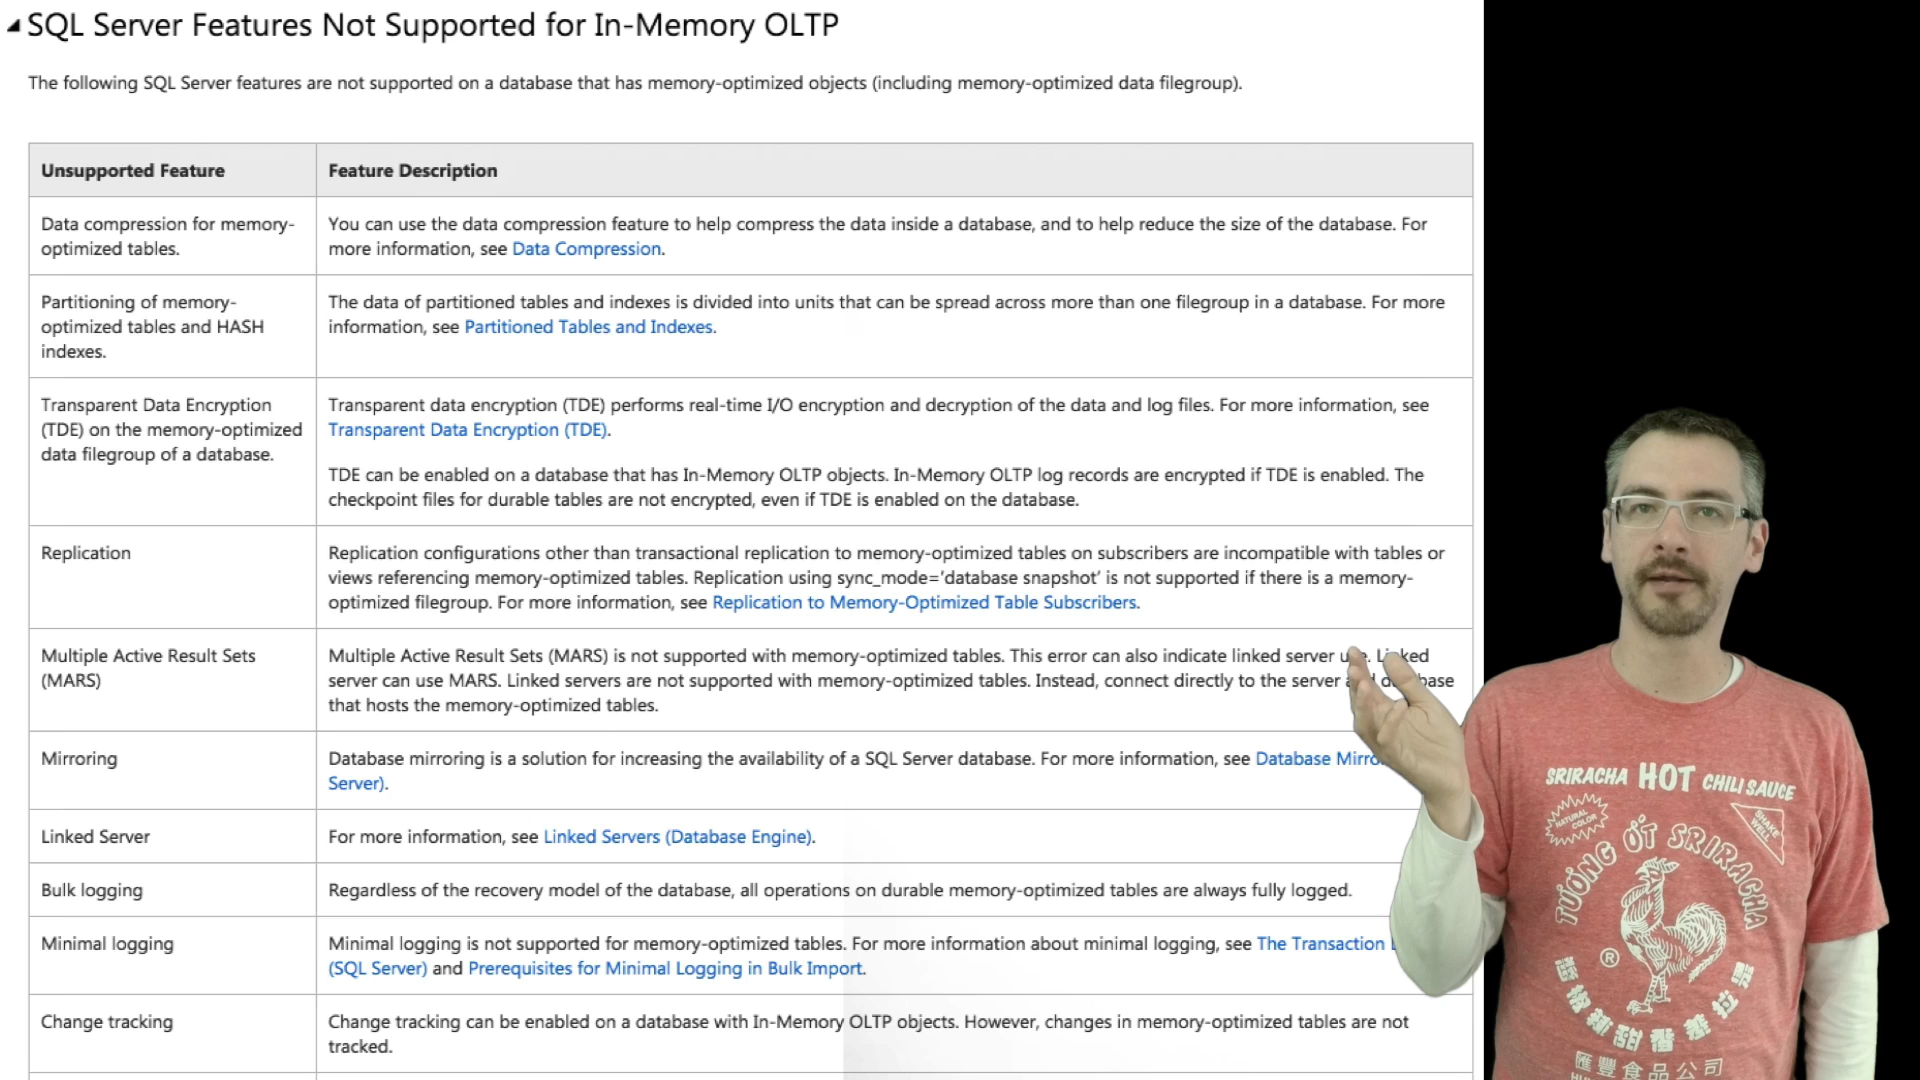 SQL Server Features Not Supported for In-Memory OLTP
The following SQL Server features are not supported on a database that has memory-optimized objects (including memory-optimized data filegroup).
Unsupported Feature
Feature Description
Data compression for memory-
optimized tables.
You can use the data compression feature to help compress the data inside a database, and to help reduce the size of the database. For
more information, see Data Compression.
Partitioning of memory-
optimized tables and HASH
indexes.
The data of partitioned tables and indexes is divided into units that can be spread across more than one filegroup in a database. For more
information, see Partitioned Tables and Indexes.
Transparent Data Encryption
(TDE) on the memory-optimized
data filegroup of a database.
Transparent data encryption (TDE) performs real-time I/O encryption and decryption of the data and log files. For more information, see
Transparent Data Encryption (TDE).
TDE can be enabled on a database that has In-Memory OLTP objects. In-Memory OLTP log records are encrypted if TDE is enabled. The
checkpoint files for durable tables are not encrypted, even if TDE is enabled on the database.
Replication
Replication configurations other than transactional replication to memory-optimized tables on subscribers are incompatible with tables or
views referencing memory-optimized tables. Replication using sync_mode=‘database snapshot’ is not supported if there is a memory-
optimized filegroup. For more information, see Replication to Memory-Optimized Table Subscribers.
Multiple Active Result Sets
(MARS)
Multiple Active Result Sets (MARS) is not supported with memory-optimized tables. This error can also indicate linked server Linked
server can use MARS. Linked servers are not supported with memory-optimized tables. Instead, connect directly to the server
that hosts the memory-optimized tables.
Mirroring
Database mirroring is a solution for increasing the availability of a SQL Server database. For more information, see Database
Server).
Linked Server
For more information, see Linked Servers (Database Engine).
Bulk logging
Regardless of the recovery model of the database, all operations on durable memory-optimized tables are always fully logged.
Minimal logging
Minimal logging is not supported for memory-optimized tables. For more information about minimal logging, see The Transaction
(SQL Server) and Prerequisites for Minimal Logging in Bulk Import.
Change tracking
Change tracking can be enabled on a database with In-Memory OLTP objects. However, changes in memory-optimized tables are not
tracked.
SRIRACHA HOT CHILI SAUCE
NATURAL
COLOR
SHAKE
WELL
TƯƠNG ỚT SRIRACHA
®
匯豐食品公司